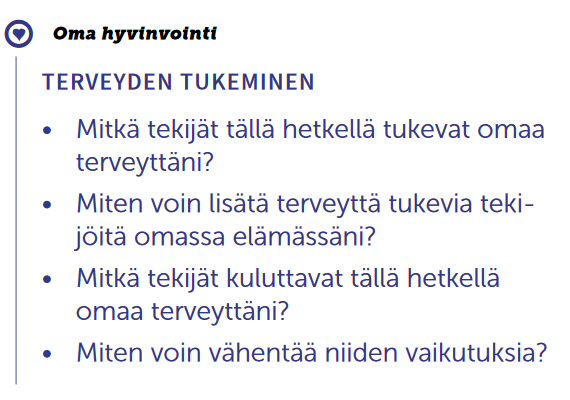 Oma hyvinvointi
TERVEYDEN TUKEMINEN
• Mitkä tekijät tällä hetkellä tukevat omaa
terveyttäni?
• Miten voin lisätä terveyttä tukevia teki-
jöitä omassa elämässäni?
• Mitkä tekijät kuluttavat tällä hetkellä
omaa terveyttäni?
• Miten voin vähentää niiden vaikutuksia?